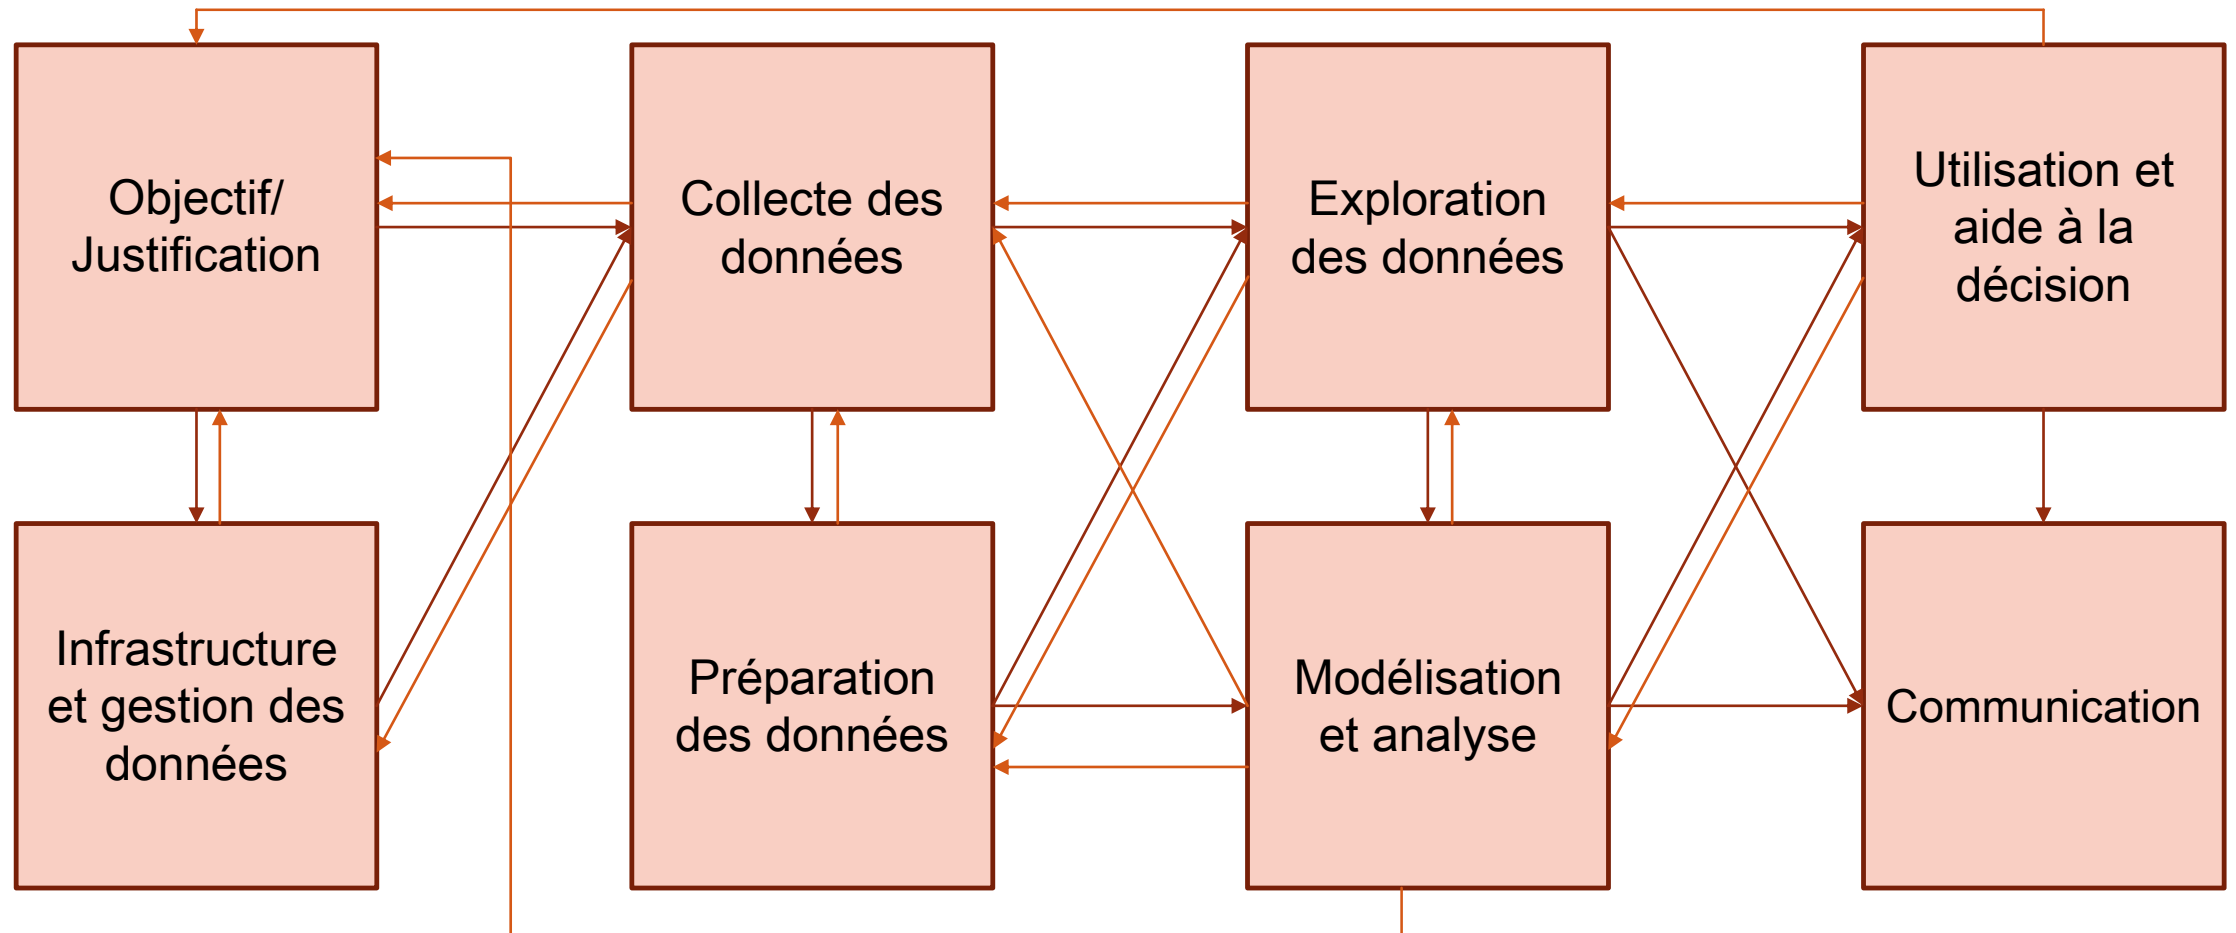 Objectif/
Justification
Collecte des
données
Exploration
des données
Utilisation et
aide à la
décision
Infrastructure
et gestion des
données
Préparation
des données
Modélisation
et analyse
Communication